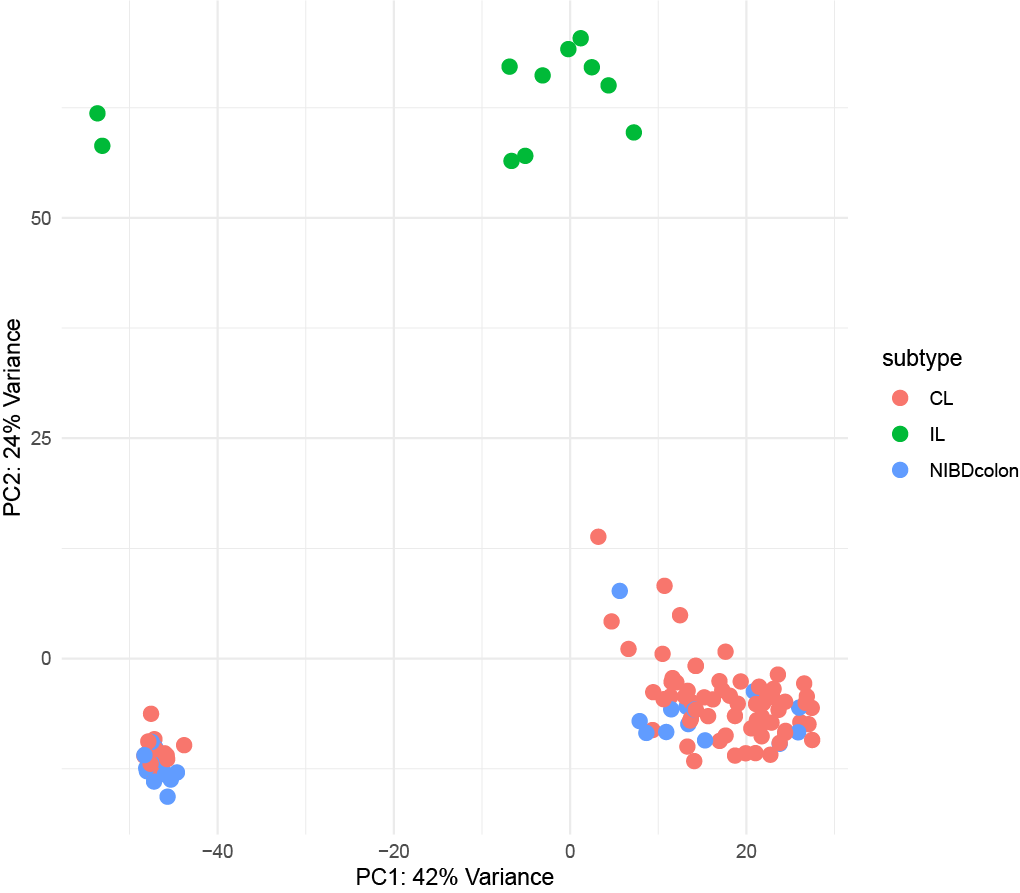 50
25
0
−40
−20
0
20
PC1: 42% Variance
PC2: 24% Variance
subtype
CL
IL
NIBDcolon